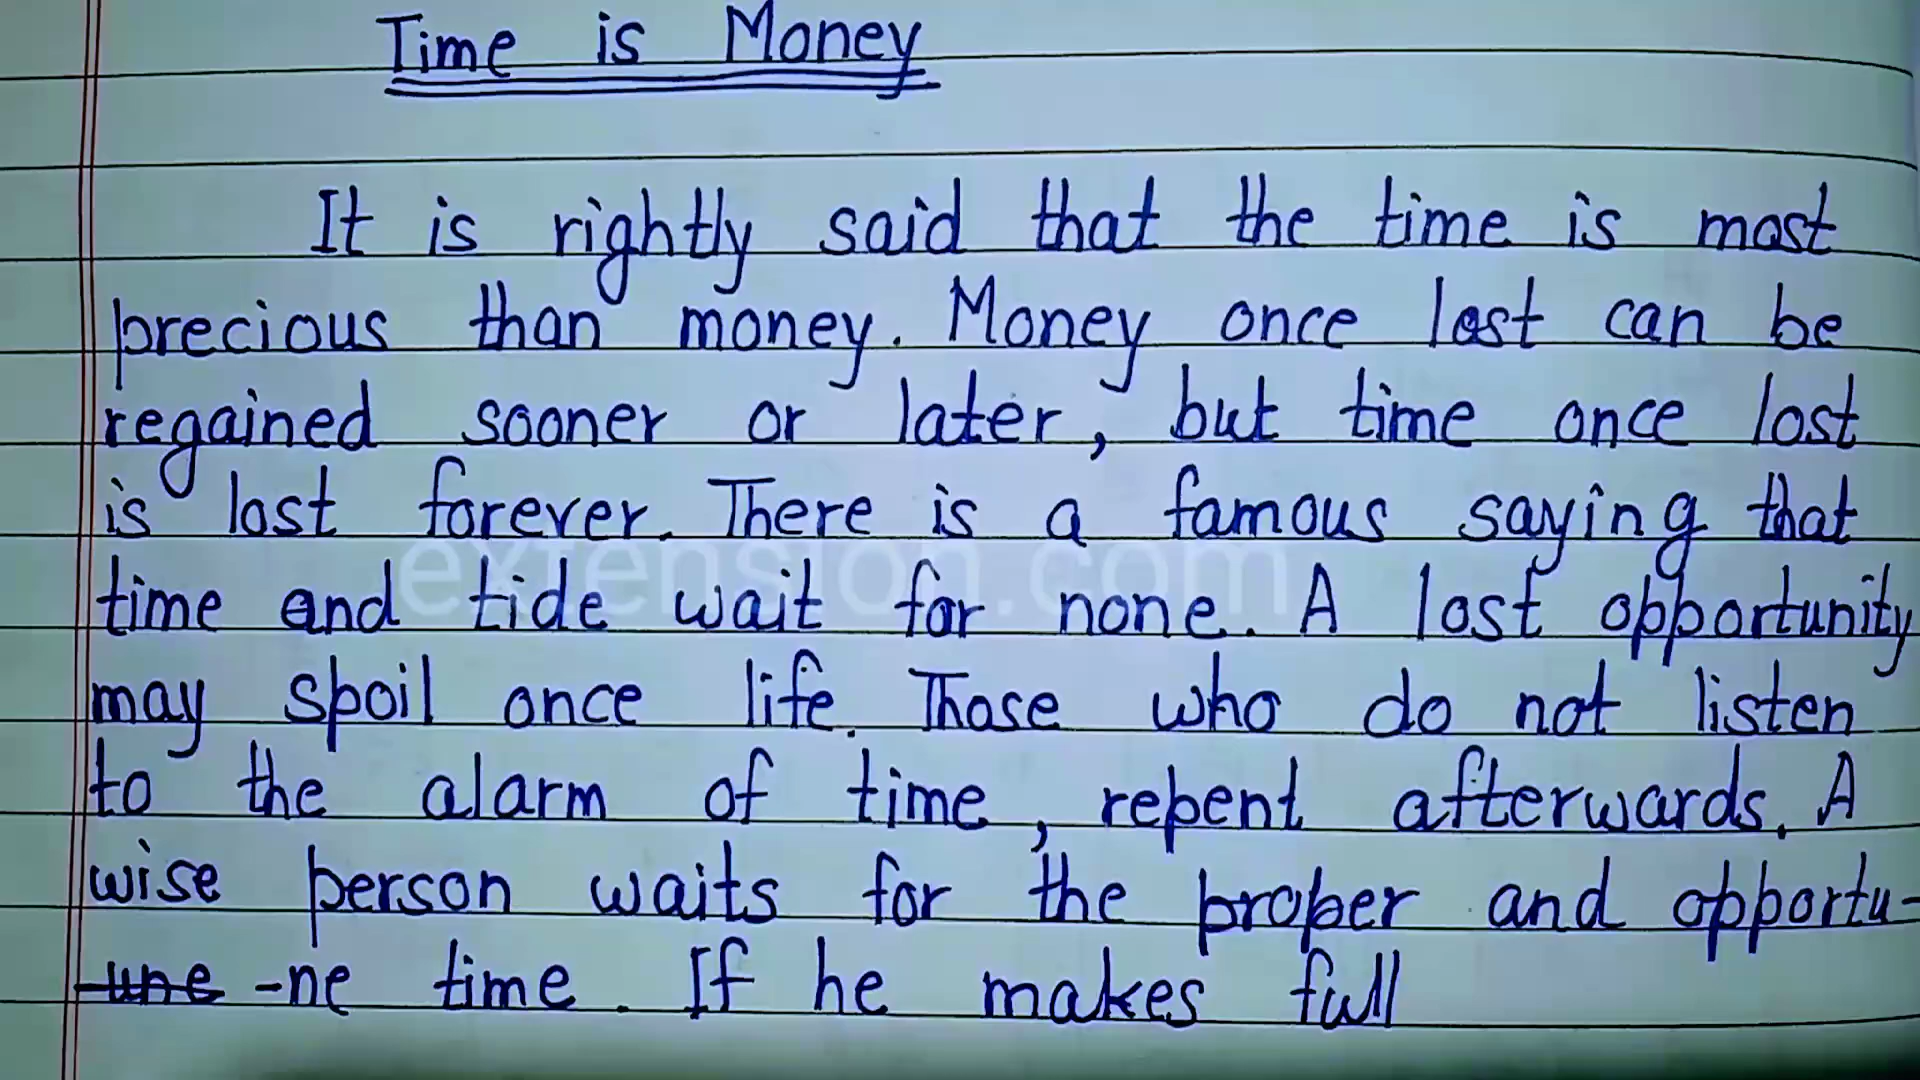 Time is Money
It is rightly said that the time is most
precious than money. Money once lost can be
regained sooner or later, but time once lost
is lost forever. There is a famous saying that
extension.com
time and tide wait for none. A lost opportunity
may spoil once life. Those who do not listen
to the alarm of time, repent afterwards. A
wise person waits for the proper and opportu-
-une -ne time. If he makes full